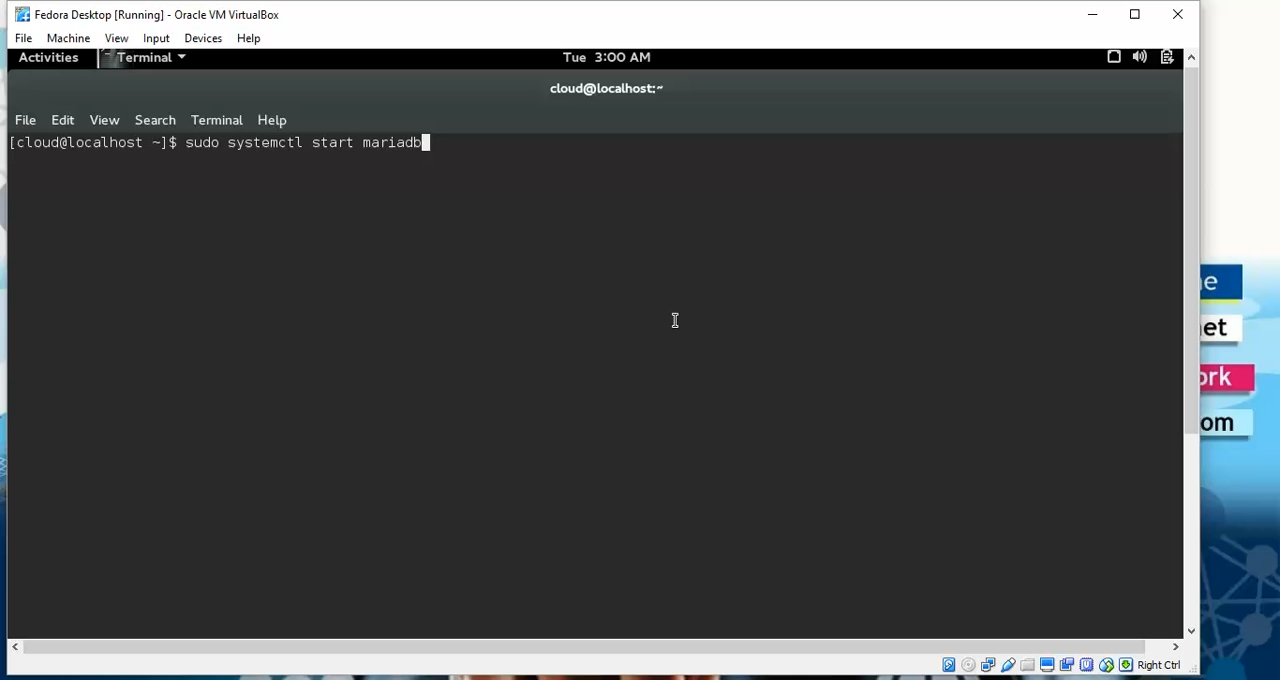 Fedora Desktop [Running] - Oracle VM VirtualBox
File Machine View Input Devices Help
Activities Terminal Tue 3:00 AM
cloud@localhost:~
File Edit View Search Terminal Help
[cloud@localhost ~]$ sudo systemctl start mariadb
Right Ctrl